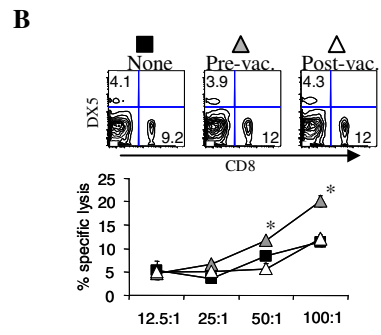 B
None Pre-vac. Post-vac.
4.1 3.9 4.3
DX5
9.2 12 12
CD8
25
20
15
10
5
0
% specific lysis
*
*
12.5:1 25:1 50:1 100:1